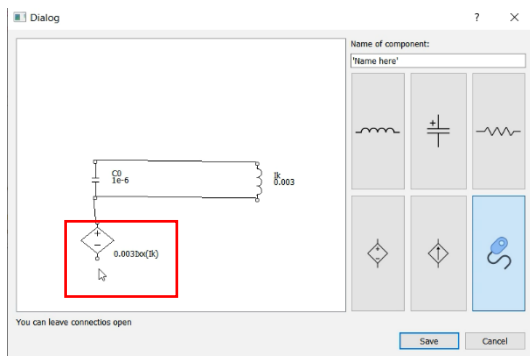 Dialog
?
Name of component:
'Name here'
C0
1e-6
Ik
0.003
+
+
−
0.003Ixx(Ik)
You can leave connectios open
Save
Cancel